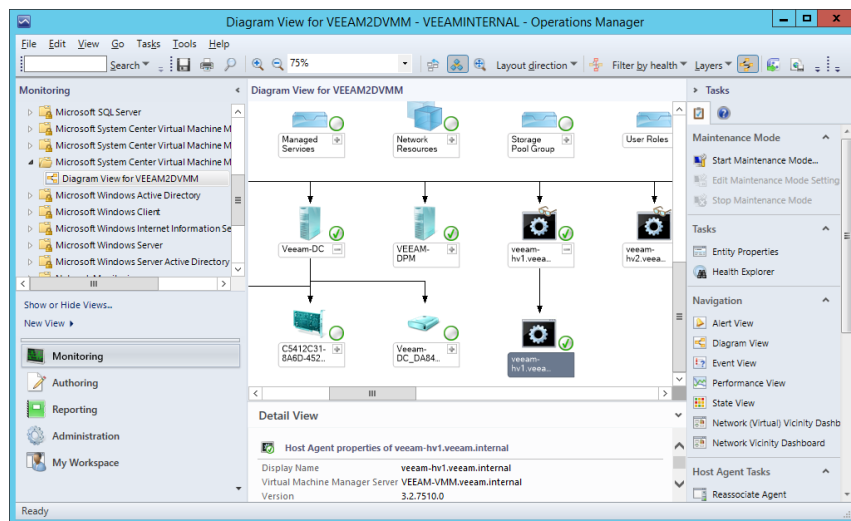 Diagram View for VEEAM2DVMM - VEEAMINTERNAL - Operations Manager
File Edit View Go Tasks Tools Help
Search 75% Layout direction Filter by health Layers
Monitoring
Microsoft SQL Server
Microsoft System Center Virtual Machine M
Microsoft System Center Virtual Machine M
Microsoft System Center Virtual Machine M
Diagram View for VEEAM2DVMM
Microsoft Windows Active Directory
Microsoft Windows Client
Microsoft Windows Internet Information Se
Microsoft Windows Server
Microsoft Windows Server Active Directory
Show or Hide Views...
New View
Monitoring
Authoring
Reporting
Administration
My Workspace
Diagram View for VEEAM2DVMM
Managed Services
Network Resources
Storage Pool Group
User Roles
Veeam-DC
VEEAM-DPM
veeam-hv1.veea...
veeam-hv2.veea...
C5412C31-8A6D-452...
Veeam-DC_DA84...
veeam-hv1.veea...
Detail View
Host Agent properties of veeam-hv1.veeam.internal
Display Name veeam-hv1.veeam.internal
Virtual Machine Manager Server VEEAM-VMM.veeam.internal
Version 3.2.7510.0
Tasks
Maintenance Mode
Start Maintenance Mode...
Edit Maintenance Mode Setting
Stop Maintenance Mode
Tasks
Entity Properties
Health Explorer
Navigation
Alert View
Diagram View
Event View
Performance View
State View
Network (Virtual) Vicinity Dashb
Network Vicinity Dashboard
Host Agent Tasks
Reassociate Agent
Ready